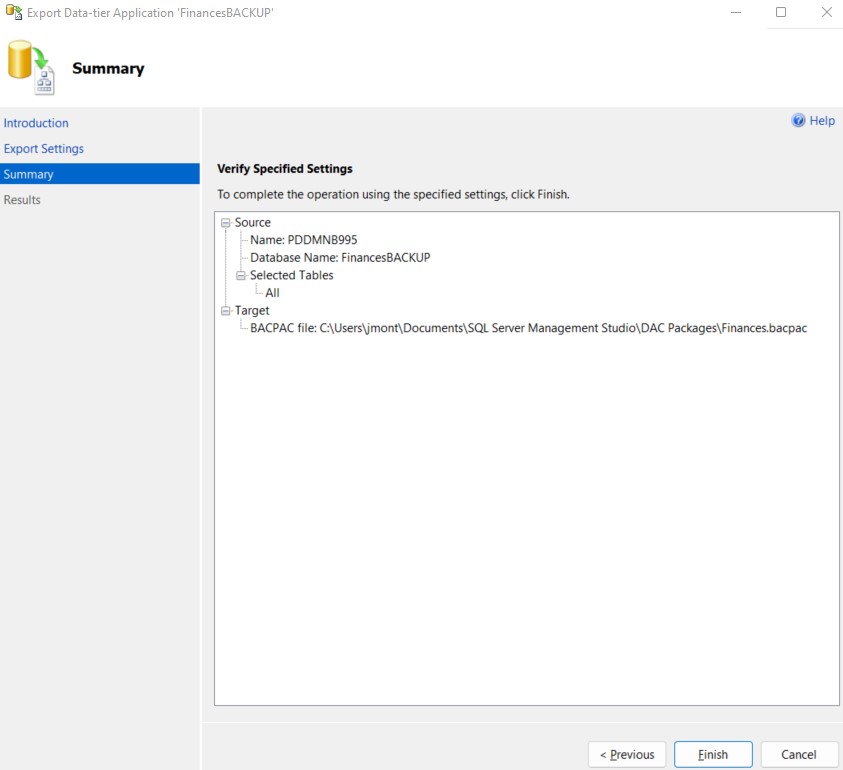 Export Data-tier Application 'FinancesBACKUP'
Summary
Introduction
Export Settings
Summary
Results
Help
Verify Specified Settings
To complete the operation using the specified settings, click Finish.
Source
Name: PDDMNB995
Database Name: FinancesBACKUP
Selected Tables
All
Target
BACPAC file: C:\Users\jmont\Documents\SQL Server Management Studio\DAC Packages\Finances.bacpac
< Previous
Finish
Cancel